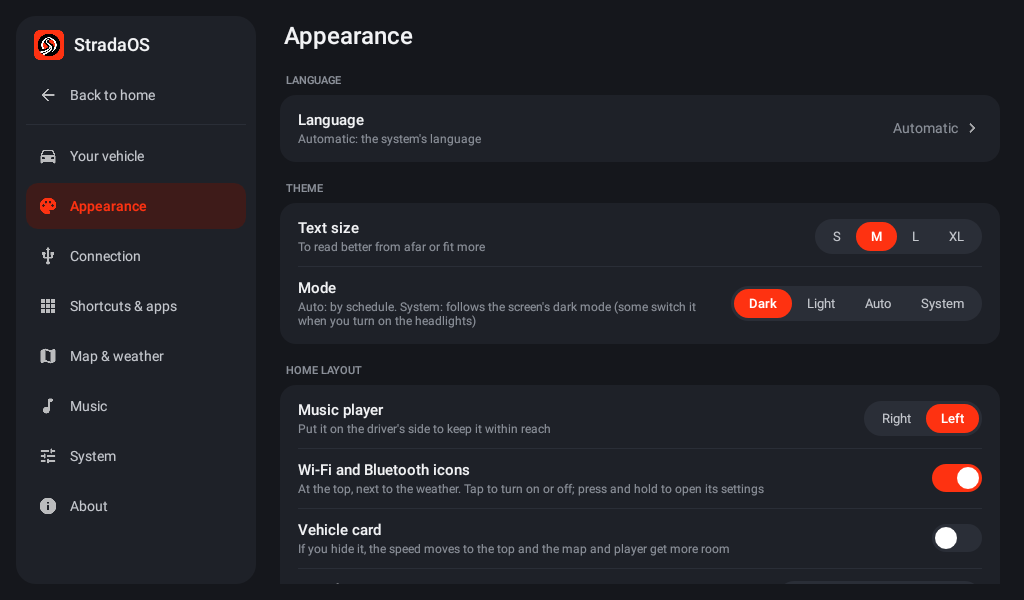 StradaOS
Back to home
Your vehicle
Appearance
Connection
Shortcuts & apps
Map & weather
Music
System
About
Appearance
LANGUAGE
Language
Automatic: the system's language
Automatic
THEME
Text size
To read better from afar or fit more
S M L XL
Mode
Auto: by schedule. System: follows the screen's dark mode (some switch it
when you turn on the headlights)
Dark Light Auto System
HOME LAYOUT
Music player
Put it on the driver's side to keep it within reach
Right Left
Wi-Fi and Bluetooth icons
At the top, next to the weather. Tap to turn on or off; press and hold to open its settings
Vehicle card
If you hide it, the speed moves to the top and the map and player get more room